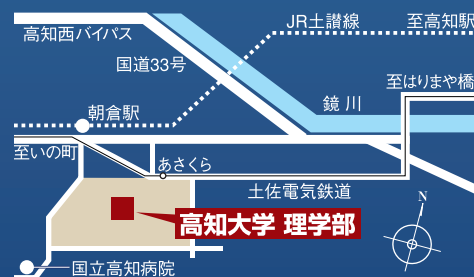 JR土讃線
至高知駅
高知西バイパス
国道33号
至はりまや橋
鏡川
朝倉駅
至いの町
あさくら
土佐電気鉄道
N
高知大学 理学部
国立高知病院